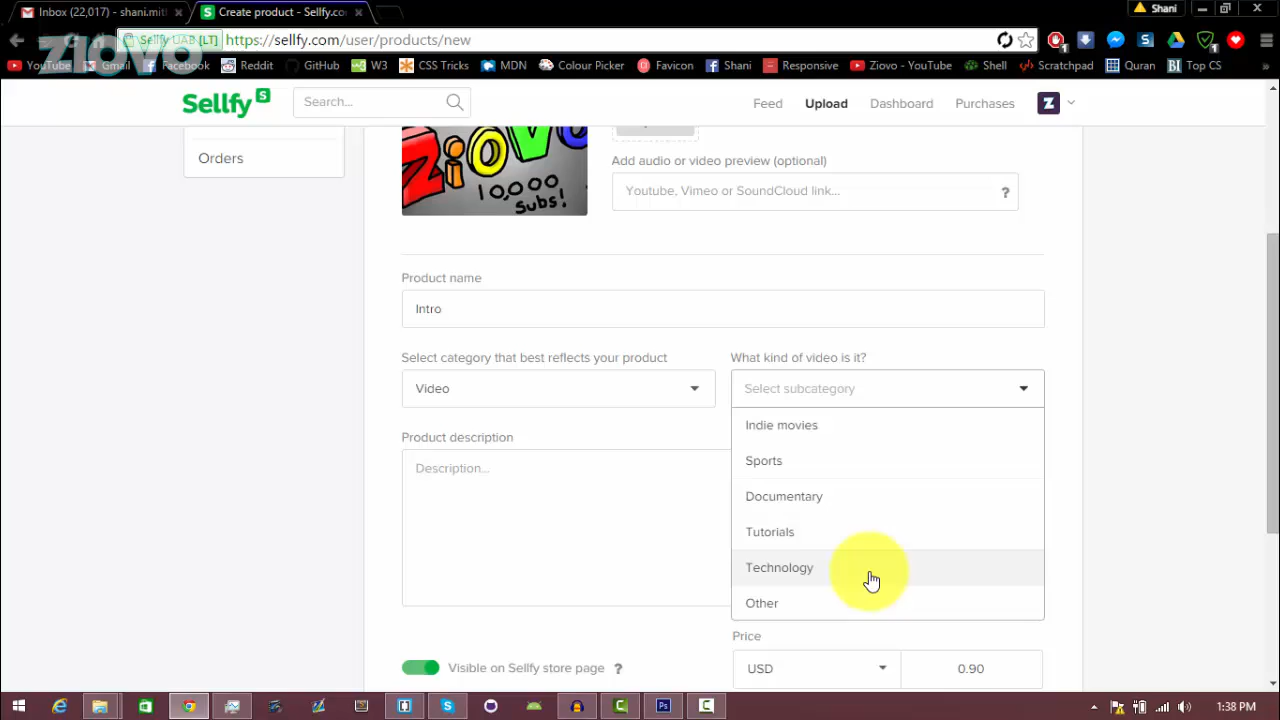 Inbox (22,017) - shani.mit
Create product - Sellfy.co
Shani
Sellfy UAB [LT]
https://sellfy.com/user/products/new
ZIOVO
YouTube
Gmail
Facebook
Reddit
GitHub
W3
CSS Tricks
MDN
Colour Picker
Favicon
Shani
Responsive
Ziovo - YouTube
Shell
Scratchpad
Quran
Top CS
Sellfy
Search...
Feed
Upload
Dashboard
Purchases
Orders
ZIOVO
10,000
Subs!
Add audio or video preview (optional)
Youtube, Vimeo or SoundCloud link...
?
Product name
Intro
Select category that best reflects your product
What kind of video is it?
Video
Select subcategory
Indie movies
Product description
Sports
Description...
Documentary
Tutorials
Technology
Other
Price
Visible on Sellfy store page ?
USD
0.90
1:38 PM